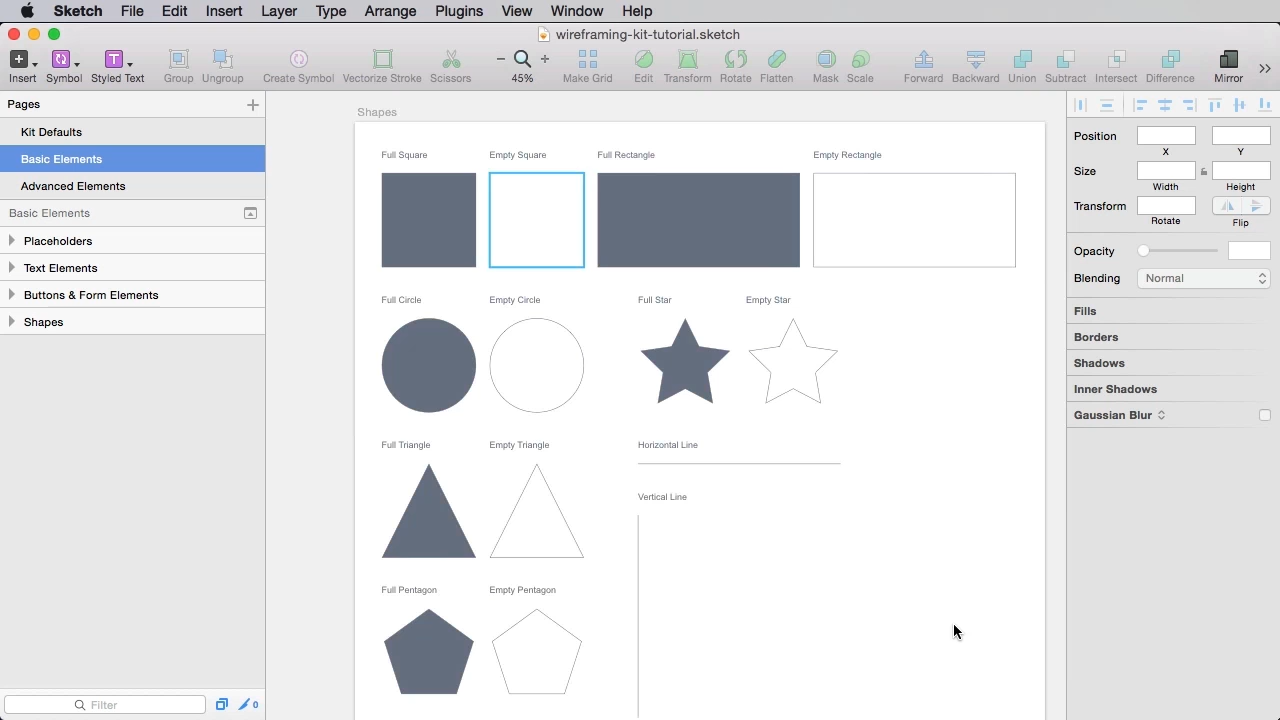 Sketch File Edit Insert Layer Type Arrange Plugins View Window Help
wireframing-kit-tutorial.sketch
Insert Symbol Styled Text Group Ungroup Create Symbol Vectorize Stroke Scissors 45% Make Grid Edit Transform Rotate Flatten Mask Scale Forward Backward Union Subtract Intersect Difference Mirror
Pages
Kit Defaults
Basic Elements
Advanced Elements
Basic Elements
Placeholders
Text Elements
Buttons & Form Elements
Shapes
Filter
0
Shapes
Full Square Empty Square Full Rectangle Empty Rectangle
Full Circle Empty Circle Full Star Empty Star
Full Triangle Empty Triangle Horizontal Line
Vertical Line
Full Pentagon Empty Pentagon
Position
X Y
Size
Width Height
Transform
Rotate Flip
Opacity
Blending Normal
Fills
Borders
Shadows
Inner Shadows
Gaussian Blur